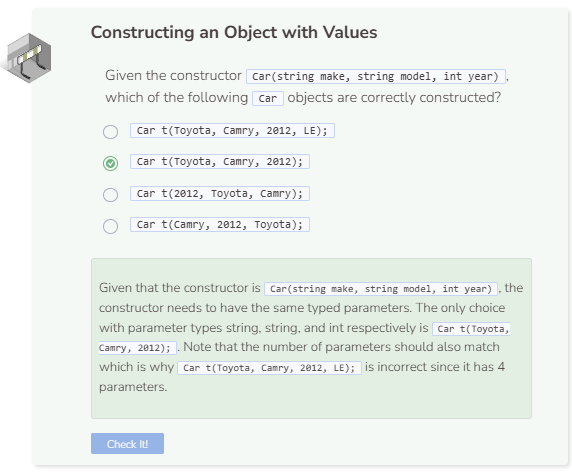 Constructing an Object with Values
Given the constructor Car(string make, string model, int year),
which of the following Car objects are correctly constructed?
Car t(Toyota, Camry, 2012, LE);
Car t(Toyota, Camry, 2012);
Car t(2012, Toyota, Camry);
Car t(Camry, 2012, Toyota);
Given that the constructor is Car(string make, string model, int year), the
constructor needs to have the same typed parameters. The only choice
with parameter types string, string, and int respectively is Car t(Toyota,
Camry, 2012);. Note that the number of parameters should also match
which is why Car t(Toyota, Camry, 2012, LE); is incorrect since it has 4
parameters.
Check It!